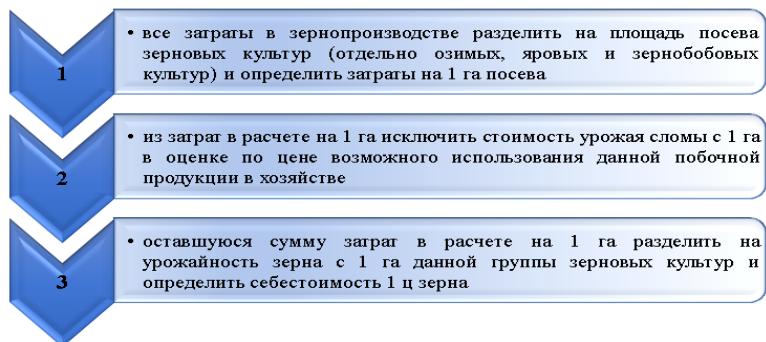 1
• все затраты в зернопроизводстве разделить на площадь посева
зерновых культур (отдельно озимых, яровых и зернобобовых
культур) и определить затраты на 1 га посева
2
• из затрат в расчете на 1 га исключить стоимость урожая сломы с 1 га
в оценке по цене возможного использования данной побочной
продукции в хозяйстве
3
• оставшуюся сумму затрат в расчете на 1 га разделить на
урожайность зерна с 1 га данной группы зерновых культур и
определить себестоимость 1 ц зерна